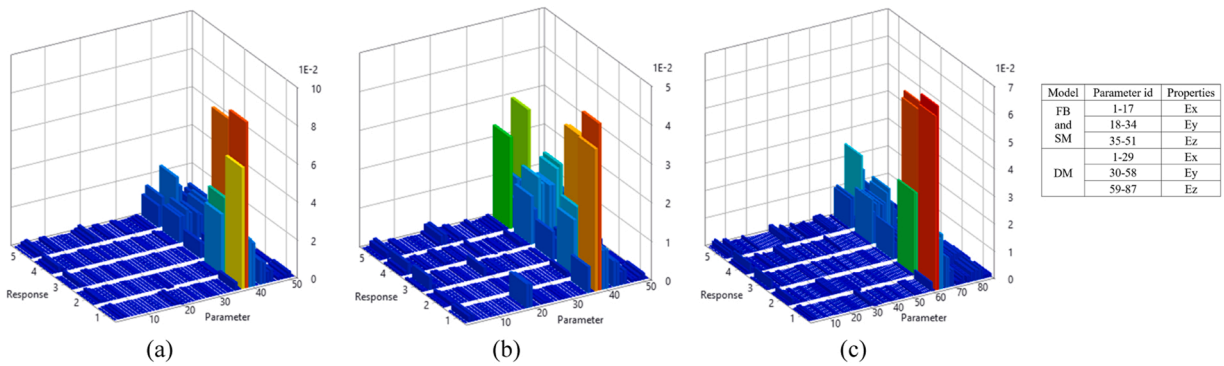 1E-2
10
8
6
4
2
0
5
4
3
2
1
Response
10
20
30
40
50
Parameter
(a)
1E-2
5
4
3
2
1
0
5
4
3
2
1
Response
10
20
30
40
50
Parameter
(b)
1E-2
7
6
5
4
3
2
1
0
5
4
3
2
1
Response
10
20
30
40
50
60
70
80
Parameter
(c)
Model Parameter id Properties
FB and SM 1-17 Ex
18-34 Ey
35-51 Ez
DM 1-29 Ex
30-58 Ey
59-87 Ez